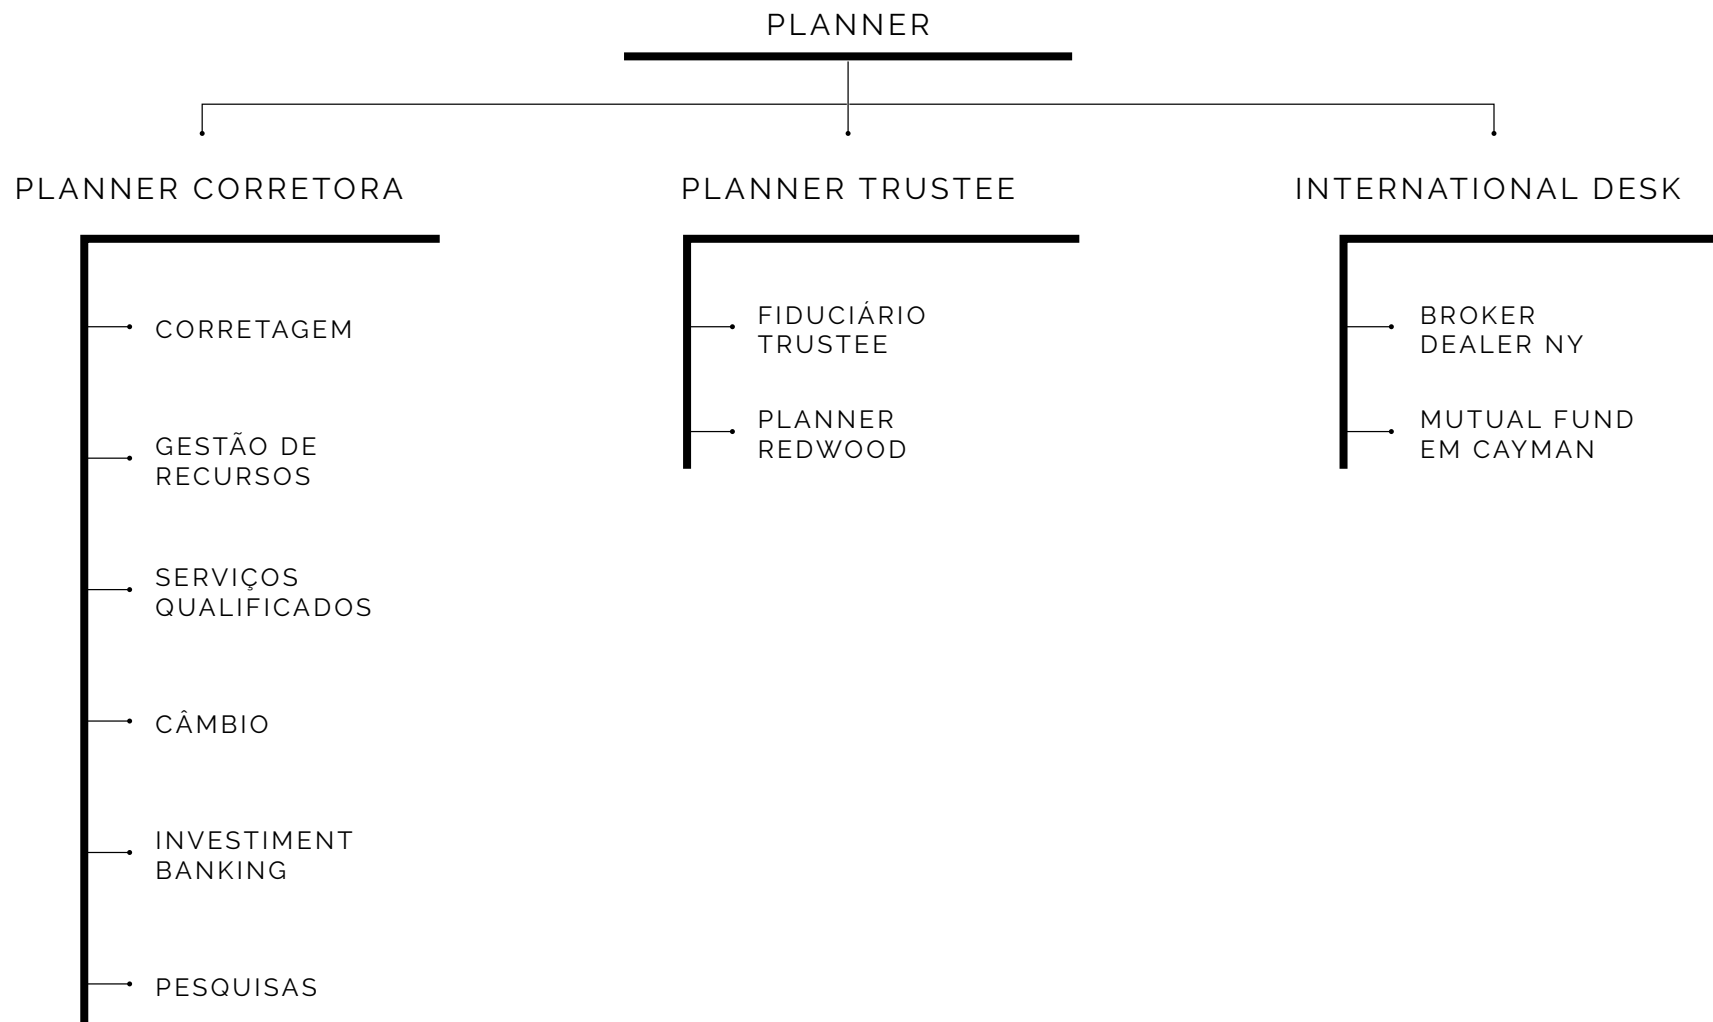 PLANNER
PLANNER CORRETORA
CORRETAGEM
GESTÃO DE
RECURSOS
SERVIÇOS
QUALIFICADOS
CÂMBIO
INVESTIMENT
BANKING
PESQUISAS
PLANNER TRUSTEE
FIDUCIÁRIO
TRUSTEE
PLANNER
REDWOOD
INTERNATIONAL DESK
BROKER
DEALER NY
MUTUAL FUND
EM CAYMAN